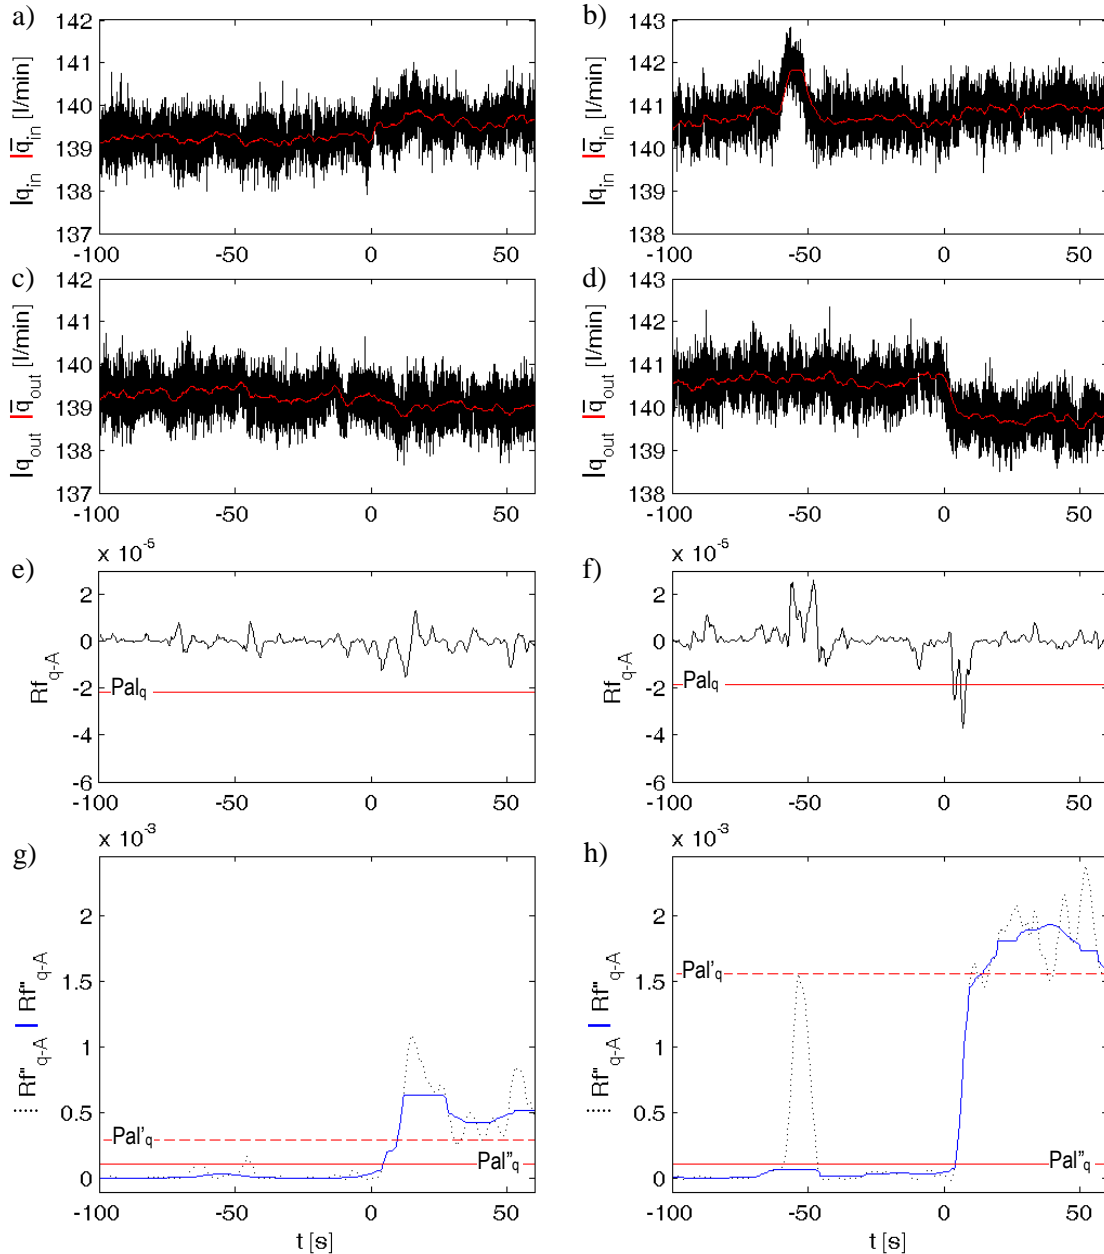 a)
142
141
140
139
138
137
-100 -50 0 50
q_in q̄_in [l/min]
b)
143
142
141
140
139
138
-100 -50 0 50
q_in q̄_in [l/min]
c)
142
141
140
139
138
137
-100 -50 0 50
q_out q̄_out [l/min]
d)
143
142
141
140
139
138
-100 -50 0 50
q_out q̄_out [l/min]
e)
x 10^-5
2
0
-2
-4
-6
Pal_q
-100 -50 0 50
Rf_q-A
f)
x 10^-5
2
0
-2
-4
-6
Pal_q
-100 -50 0 50
g)
x 10^-3
2
1.5
1
0.5
0
Pal'_q
Pal"_q
-100 -50 0 50
t [s]
Rf"_q-A Rf"_q-A
h)
x 10^-3
2
1.5
1
0.5
0
Pal'_q
Pal"_q
-100 -50 0 50
t [s]
Rf"_q-A Rf"_q-A